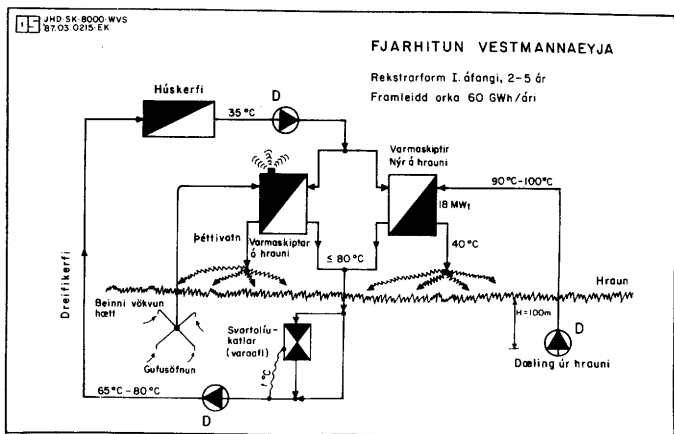 JHD-SK-8000-WVS
'87.03.0215-EK
FJARHITUN VESTMANNAEYJA
Rekstrarform I. áfangi, 2-5 ár
Framleidd orka 60 GWh/ári
Húskerfi
35°C
D
Varmaskiptir
Nýr á hrauni
90°C-100°C
18 MWt
þéttivatn
Varmaskiptar
á hrauni
≤ 80°C
40°C
Dreifikerfi
Hraun
Beinni vökvun
hætt
H=100m
D
Svartolíu-
katlar
(varaafl)
Gufusöfnun
1°C
Dæling úr hrauni
65°C-80°C
D